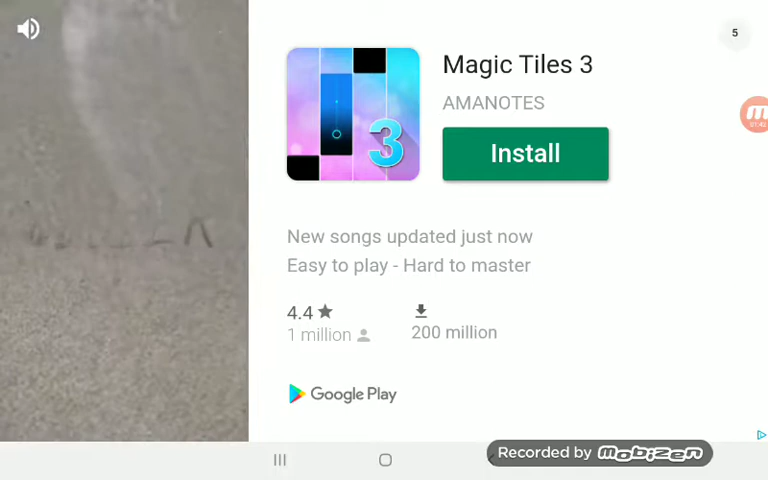 5
Magic Tiles 3
AMANOTES
3
Install
New songs updated just now
Easy to play - Hard to master
4.4
1 million
200 million
Google Play
Recorded by mobizen